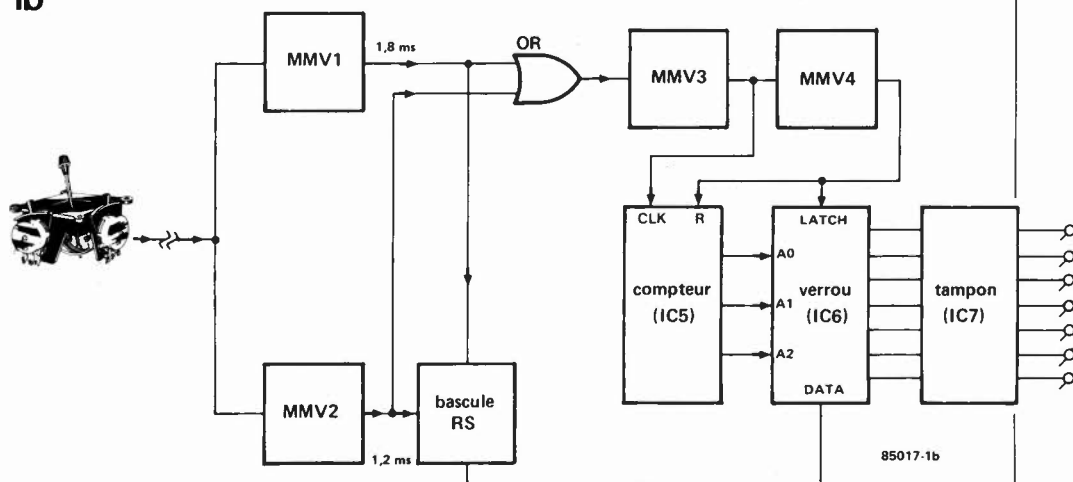 1b
MMV1
1,8 ms
OR
MMV3
MMV4
CLK
R
LATCH
A0
compteur
(IC5)
A1
verrou
(IC6)
tampon
(IC7)
A2
DATA
MMV2
bascule
RS
1,2 ms
85017-1b